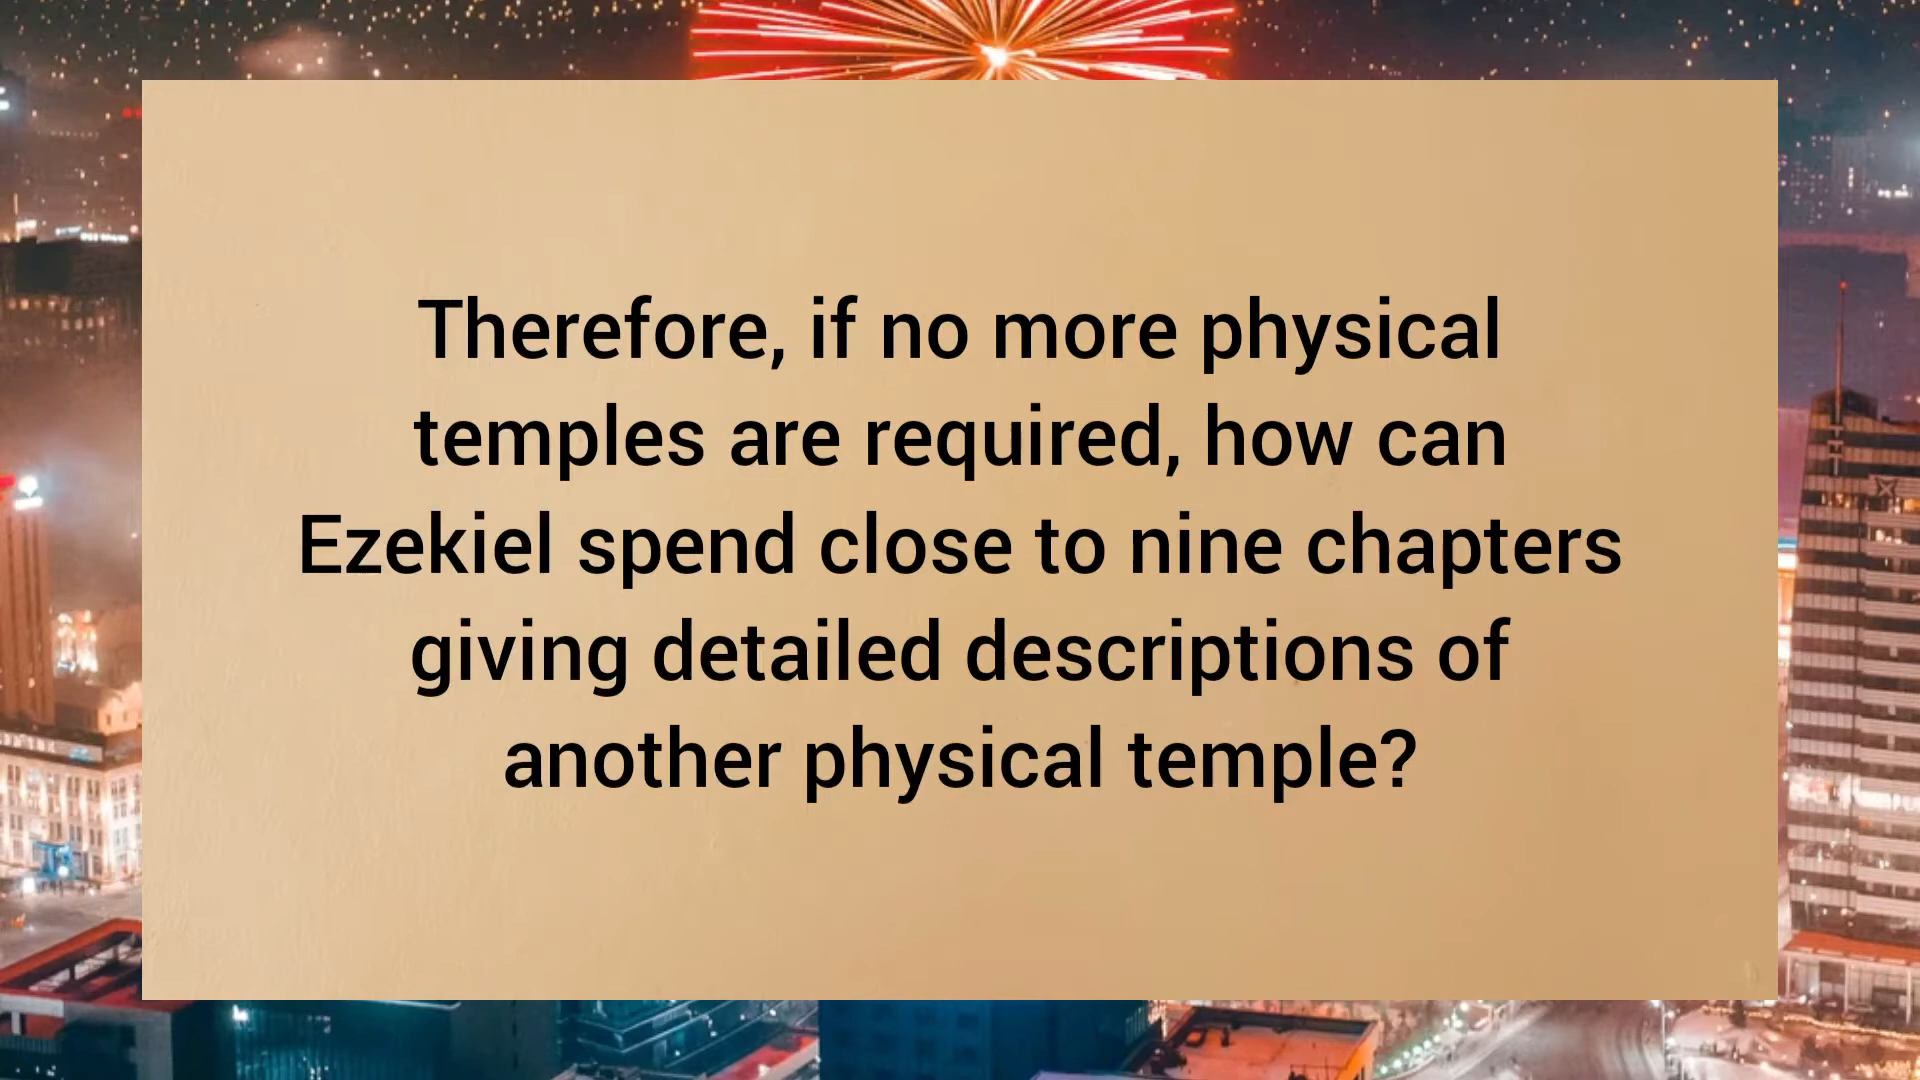 Therefore, if no more physical
temples are required, how can
Ezekiel spend close to nine chapters
giving detailed descriptions of
another physical temple?